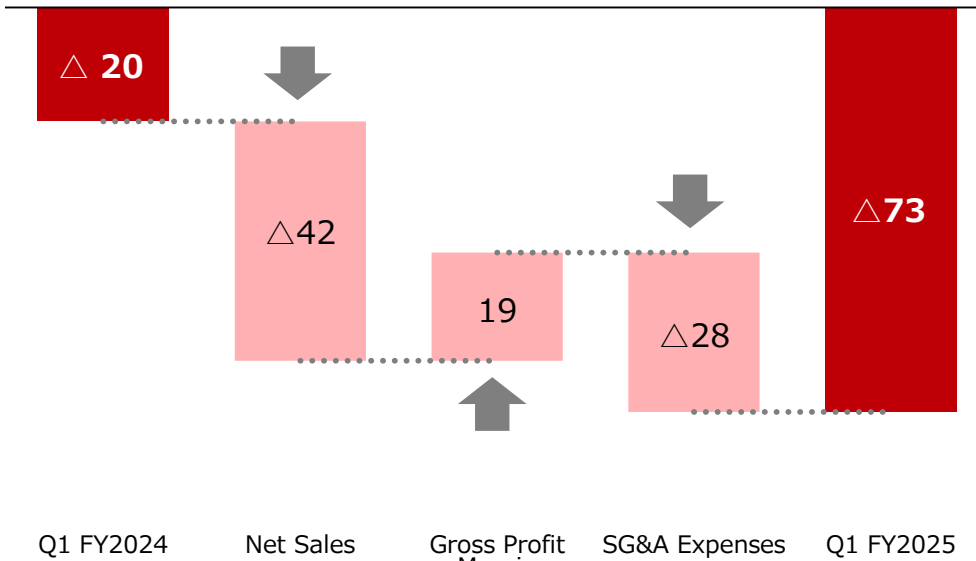 △ 20
△42
19
△28
△73
Q1 FY2024
Net Sales
Gross Profit
SG&A Expenses
Q1 FY2025